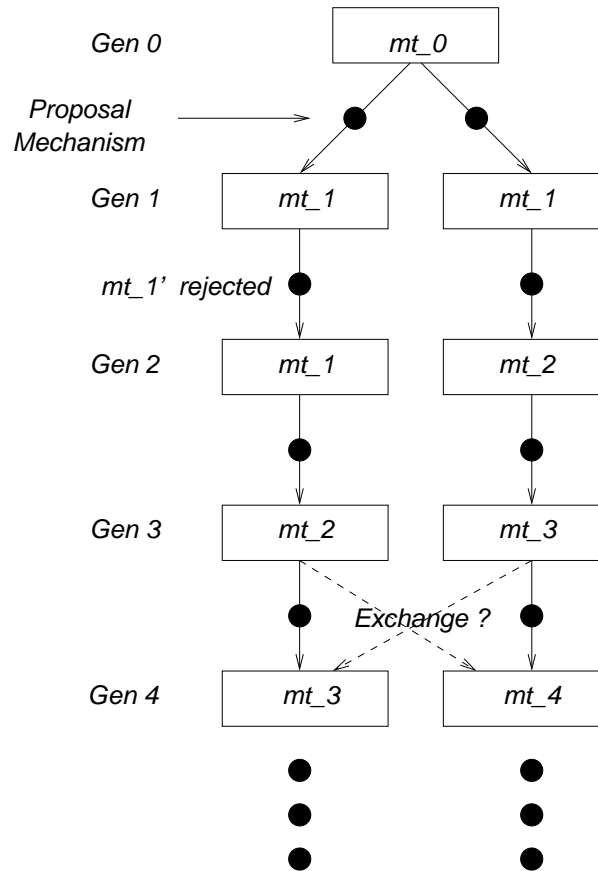 Gen 0
mt_0
Proposal
Mechanism
Gen 1
mt_1
mt_1
mt_1’ rejected
Gen 2
mt_1
mt_2
Gen 3
mt_2
mt_3
Exchange ?
Gen 4
mt_3
mt_4